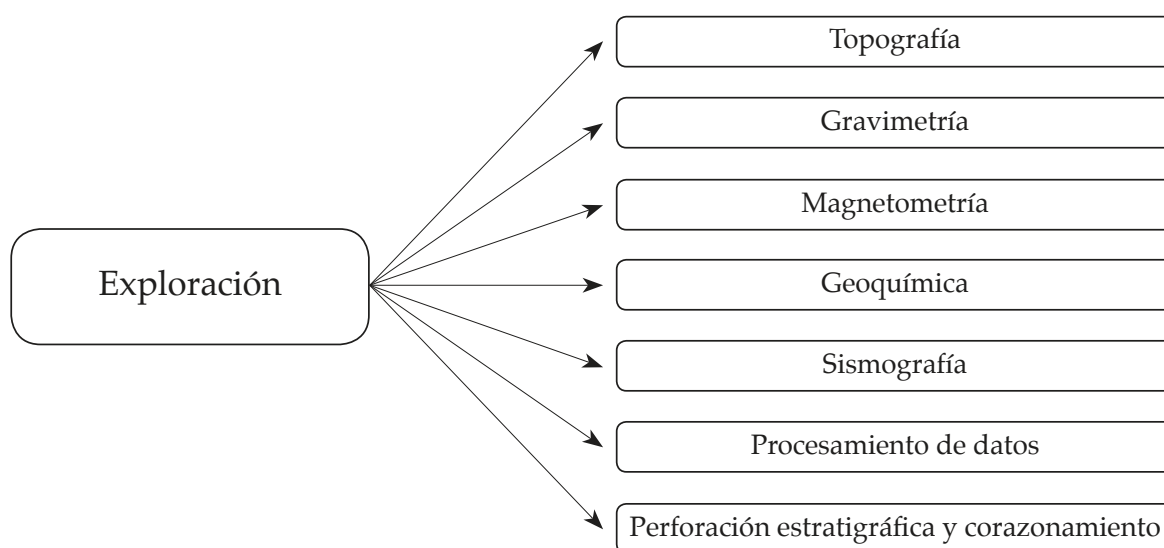 Topografía
Gravimetría
Magnetometría
Exploración
Geoquímica
Sismografía
Procesamiento de datos
Perforación estratigráfica y corazonamiento